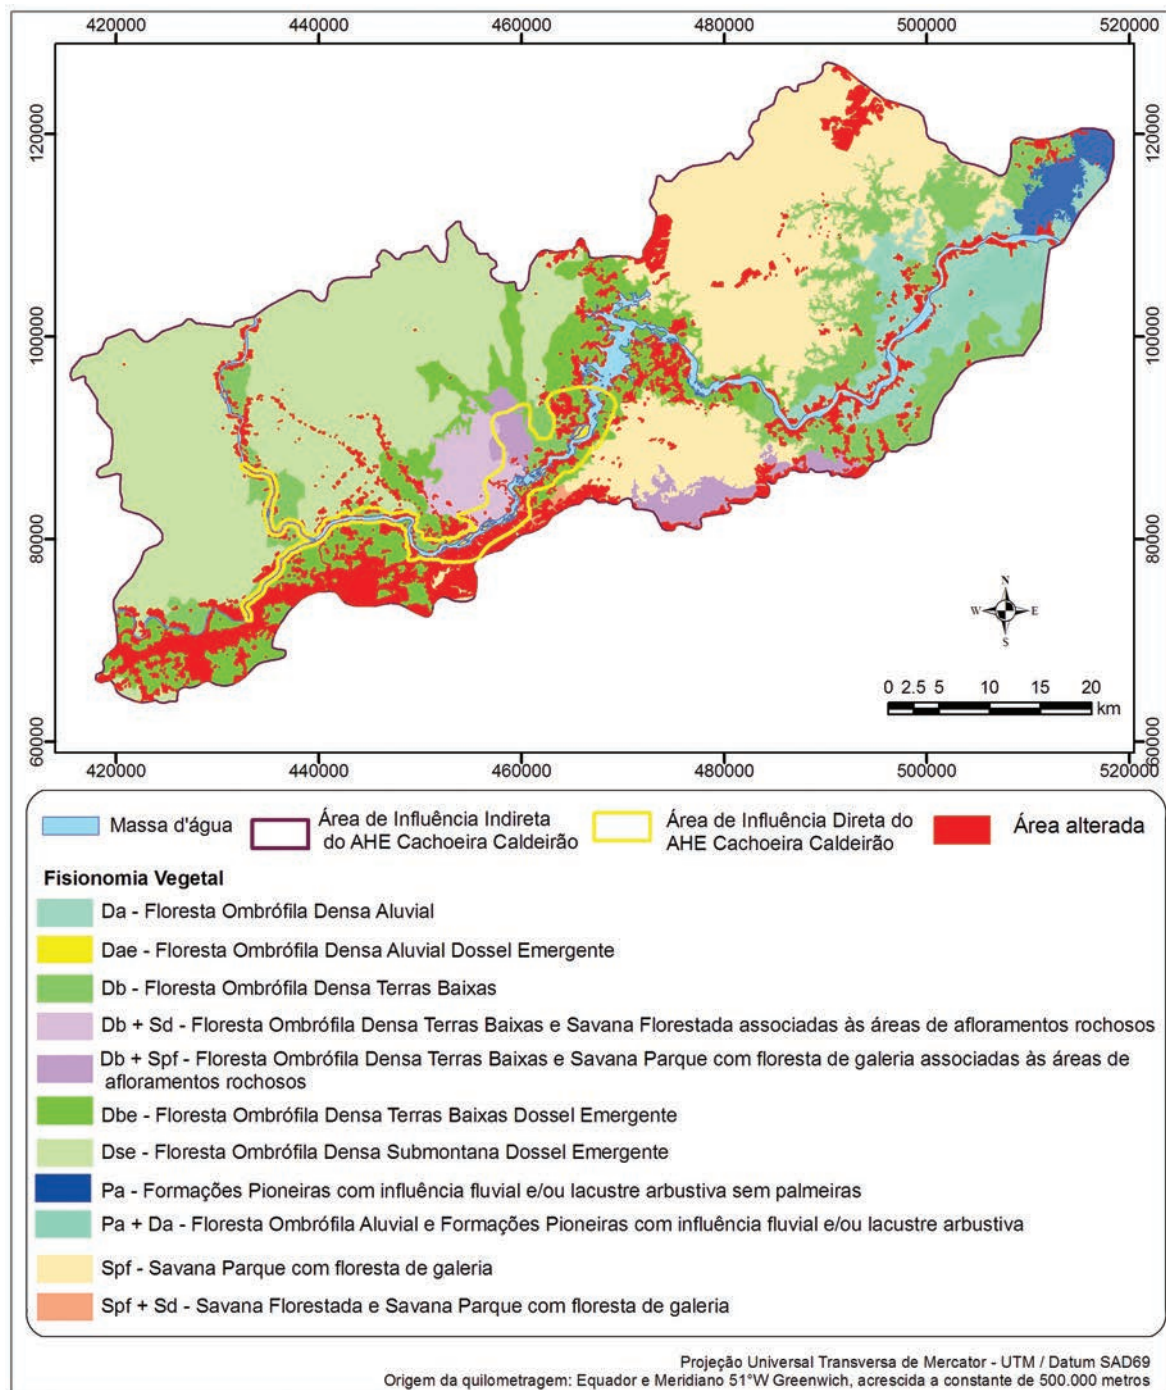 420000 440000 460000 480000 500000 520000
120000 120000
100000 100000
80000 80000
60000 60000
N
W E
S
0 2.5 5 10 15 20
km
420000 440000 460000 480000 500000 520000
Massa d'água
Área de Influência Indireta
do AHE Cachoeira Caldeirão
Área de Influência Direta do
AHE Cachoeira Caldeirão
Área alterada
Fisionomia Vegetal
Da - Floresta Ombrófila Densa Aluvial
Dae - Floresta Ombrófila Densa Aluvial Dossel Emergente
Db - Floresta Ombrófila Densa Terras Baixas
Db + Sd - Floresta Ombrófila Densa Terras Baixas e Savana Florestada associadas às áreas de afloramentos rochosos
Db + Spf - Floresta Ombrófila Densa Terras Baixas e Savana Parque com floresta de galeria associadas às áreas de
afloramentos rochosos
Dbe - Floresta Ombrófila Densa Terras Baixas Dossel Emergente
Dse - Floresta Ombrófila Densa Submontana Dossel Emergente
Pa - Formações Pioneiras com influência fluvial e/ou lacustre arbustiva sem palmeiras
Pa + Da - Floresta Ombrófila Aluvial e Formações Pioneiras com influência fluvial e/ou lacustre arbustiva
Spf - Savana Parque com floresta de galeria
Spf + Sd - Savana Florestada e Savana Parque com floresta de galeria
Projeção Universal Transversa de Mercator - UTM / Datum SAD69
Origem da quilometragem: Equador e Meridiano 51°W Greenwich, acrescida a constante de 500.000 metros